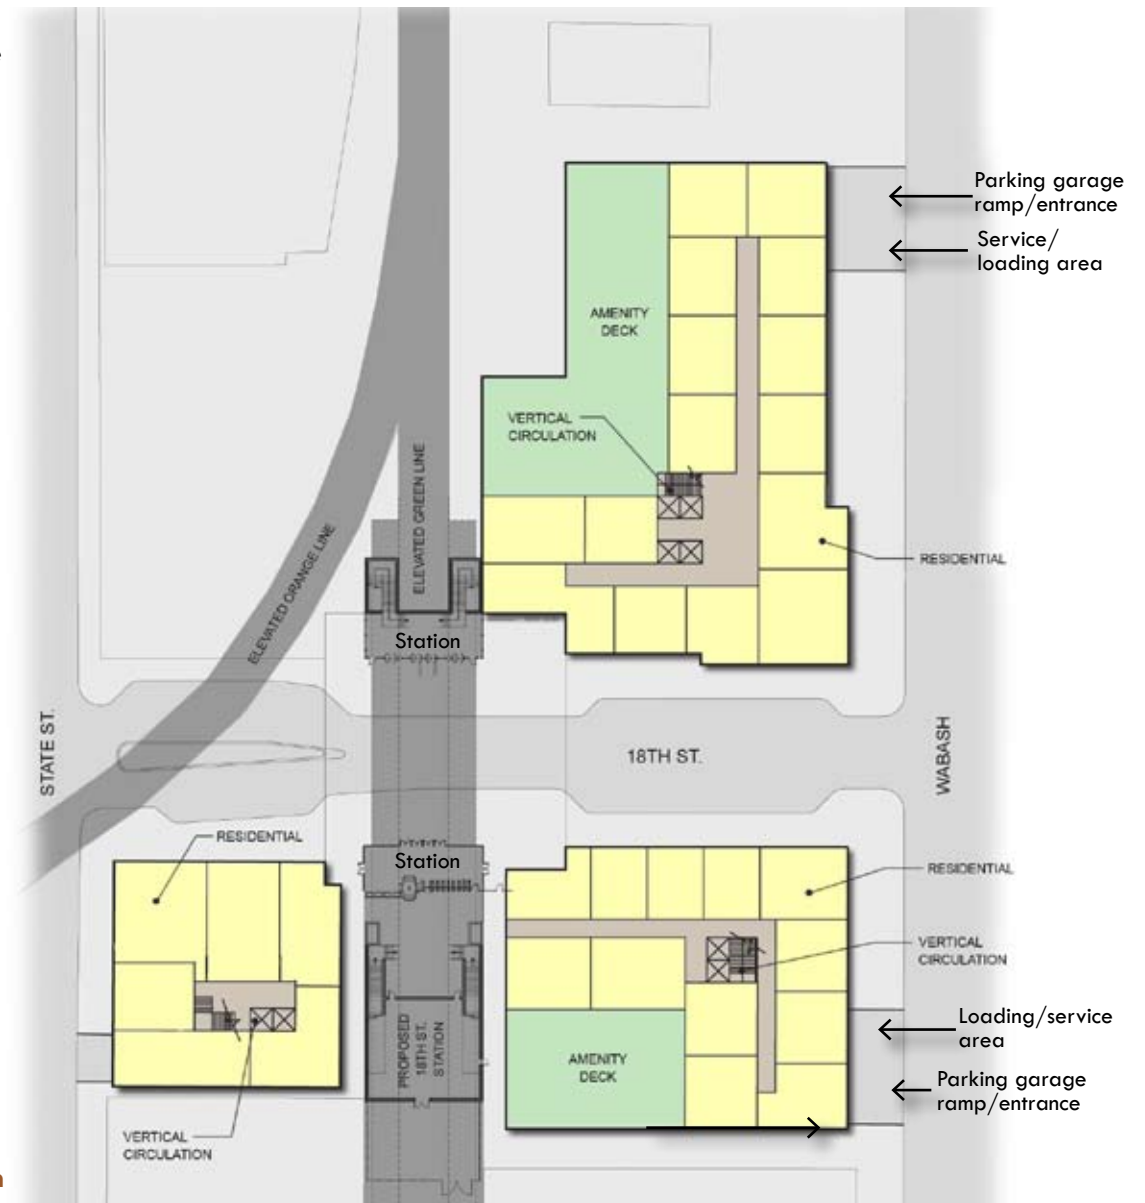 Parking garage
ramp/entrance
Service/
loading area
AMENITY
DECK
VERTICAL
CIRCULATION
ELEVATED GREEN LINE
ELEVATED ORANGE LINE
RESIDENTIAL
Station
STATE ST.
18TH ST.
WABASH
RESIDENTIAL
Station
RESIDENTIAL
VERTICAL
CIRCULATION
Loading/service
area
PROPOSED
18TH ST.
STATION
AMENITY
DECK
Parking garage
ramp/entrance
VERTICAL
CIRCULATION